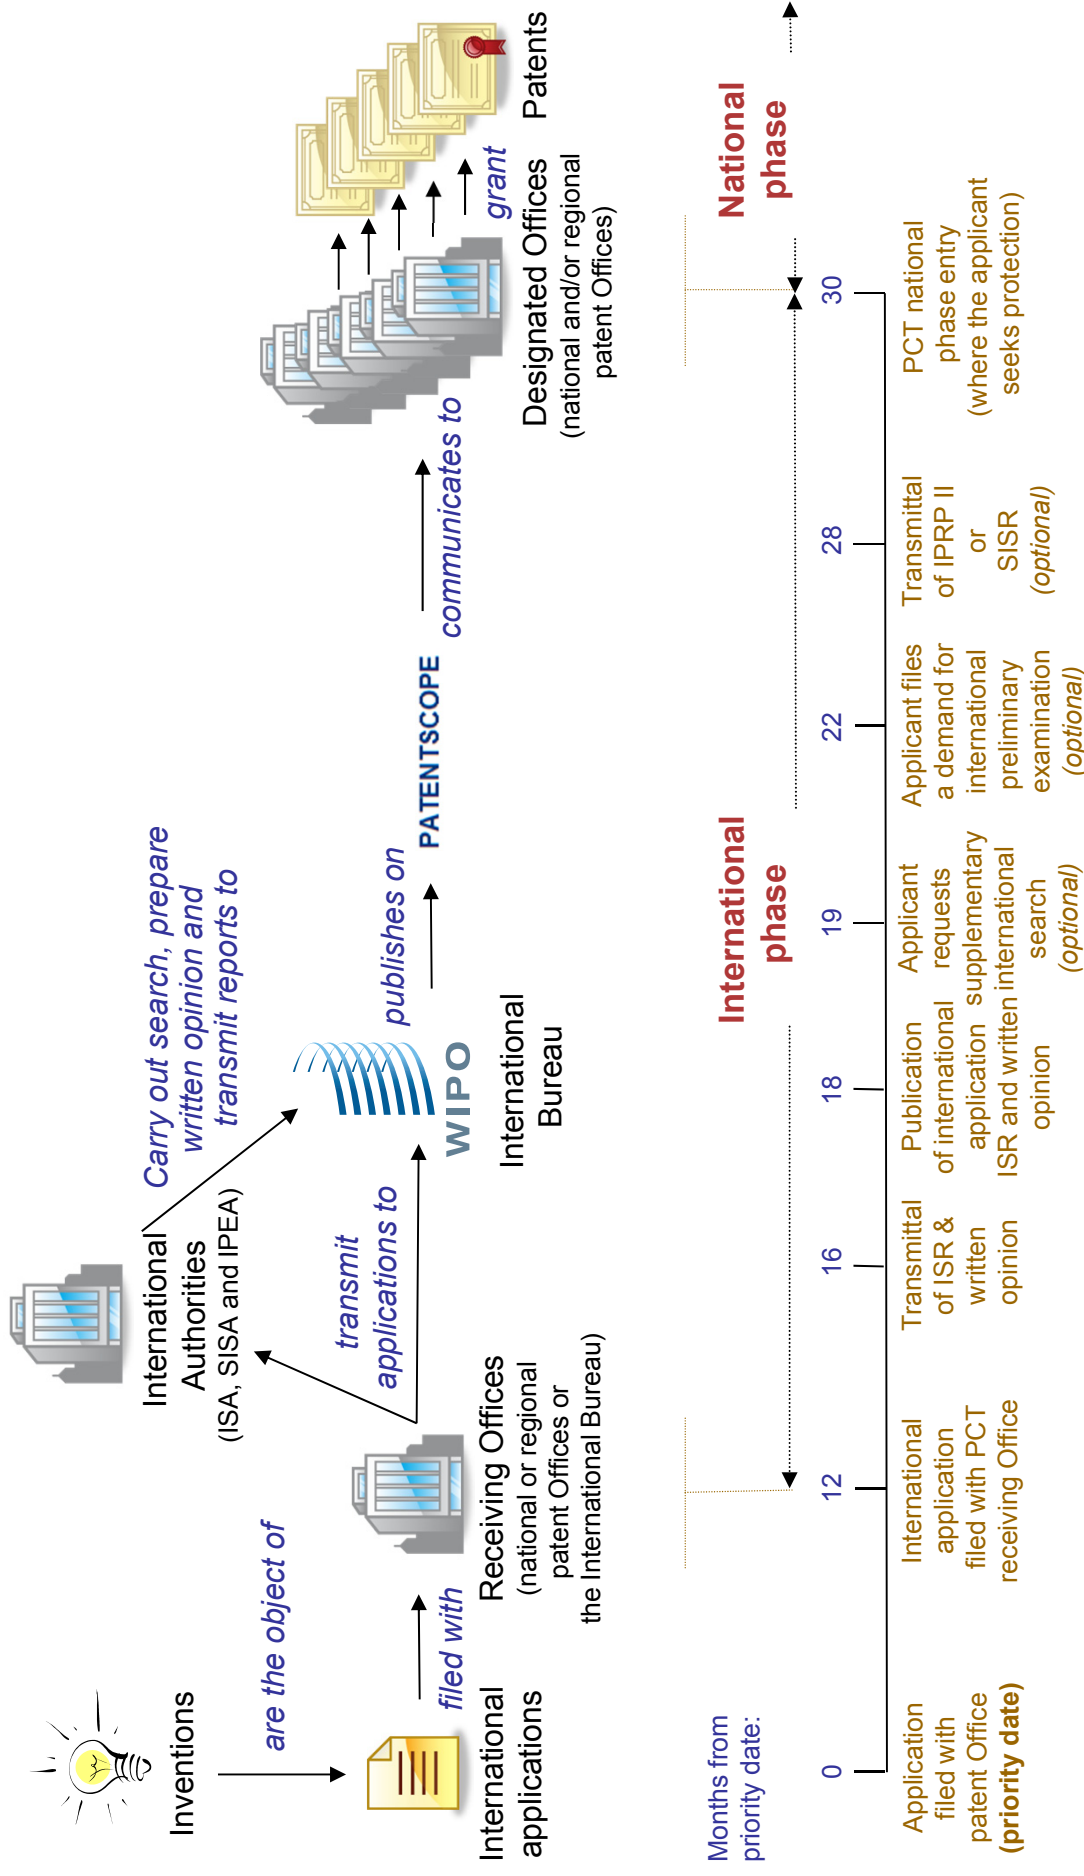 Inventions
are the object of
International
applications
filed with
Receiving Offices
(national or regional
patent Offices or
the International Bureau)
transmit
applications to
International
Authorities
(ISA, SISA and IPEA)
Carry out search, prepare
written opinion and
transmit reports to
WIPO
International
Bureau
publishes on
PATENTSCOPE
communicates to
Designated Offices
(national and/or regional
patent Offices)
grant
Patents
International
phase
National
phase
Months from
priority date:
0
12
16
18
19
22
28
30
Application
filed with
patent Office
(priority date)
International
application
filed with PCT
receiving Office
Transmittal
of ISR &
written
opinion
Publication
of international
application
ISR and written
opinion
Applicant
requests
application supplementary
international
search
(optional)
Applicant files
a demand for
international
preliminary
examination
(optional)
Transmittal
of IPRP II
or
SISR
(optional)
PCT national
phase entry
(where the applicant
seeks protection)